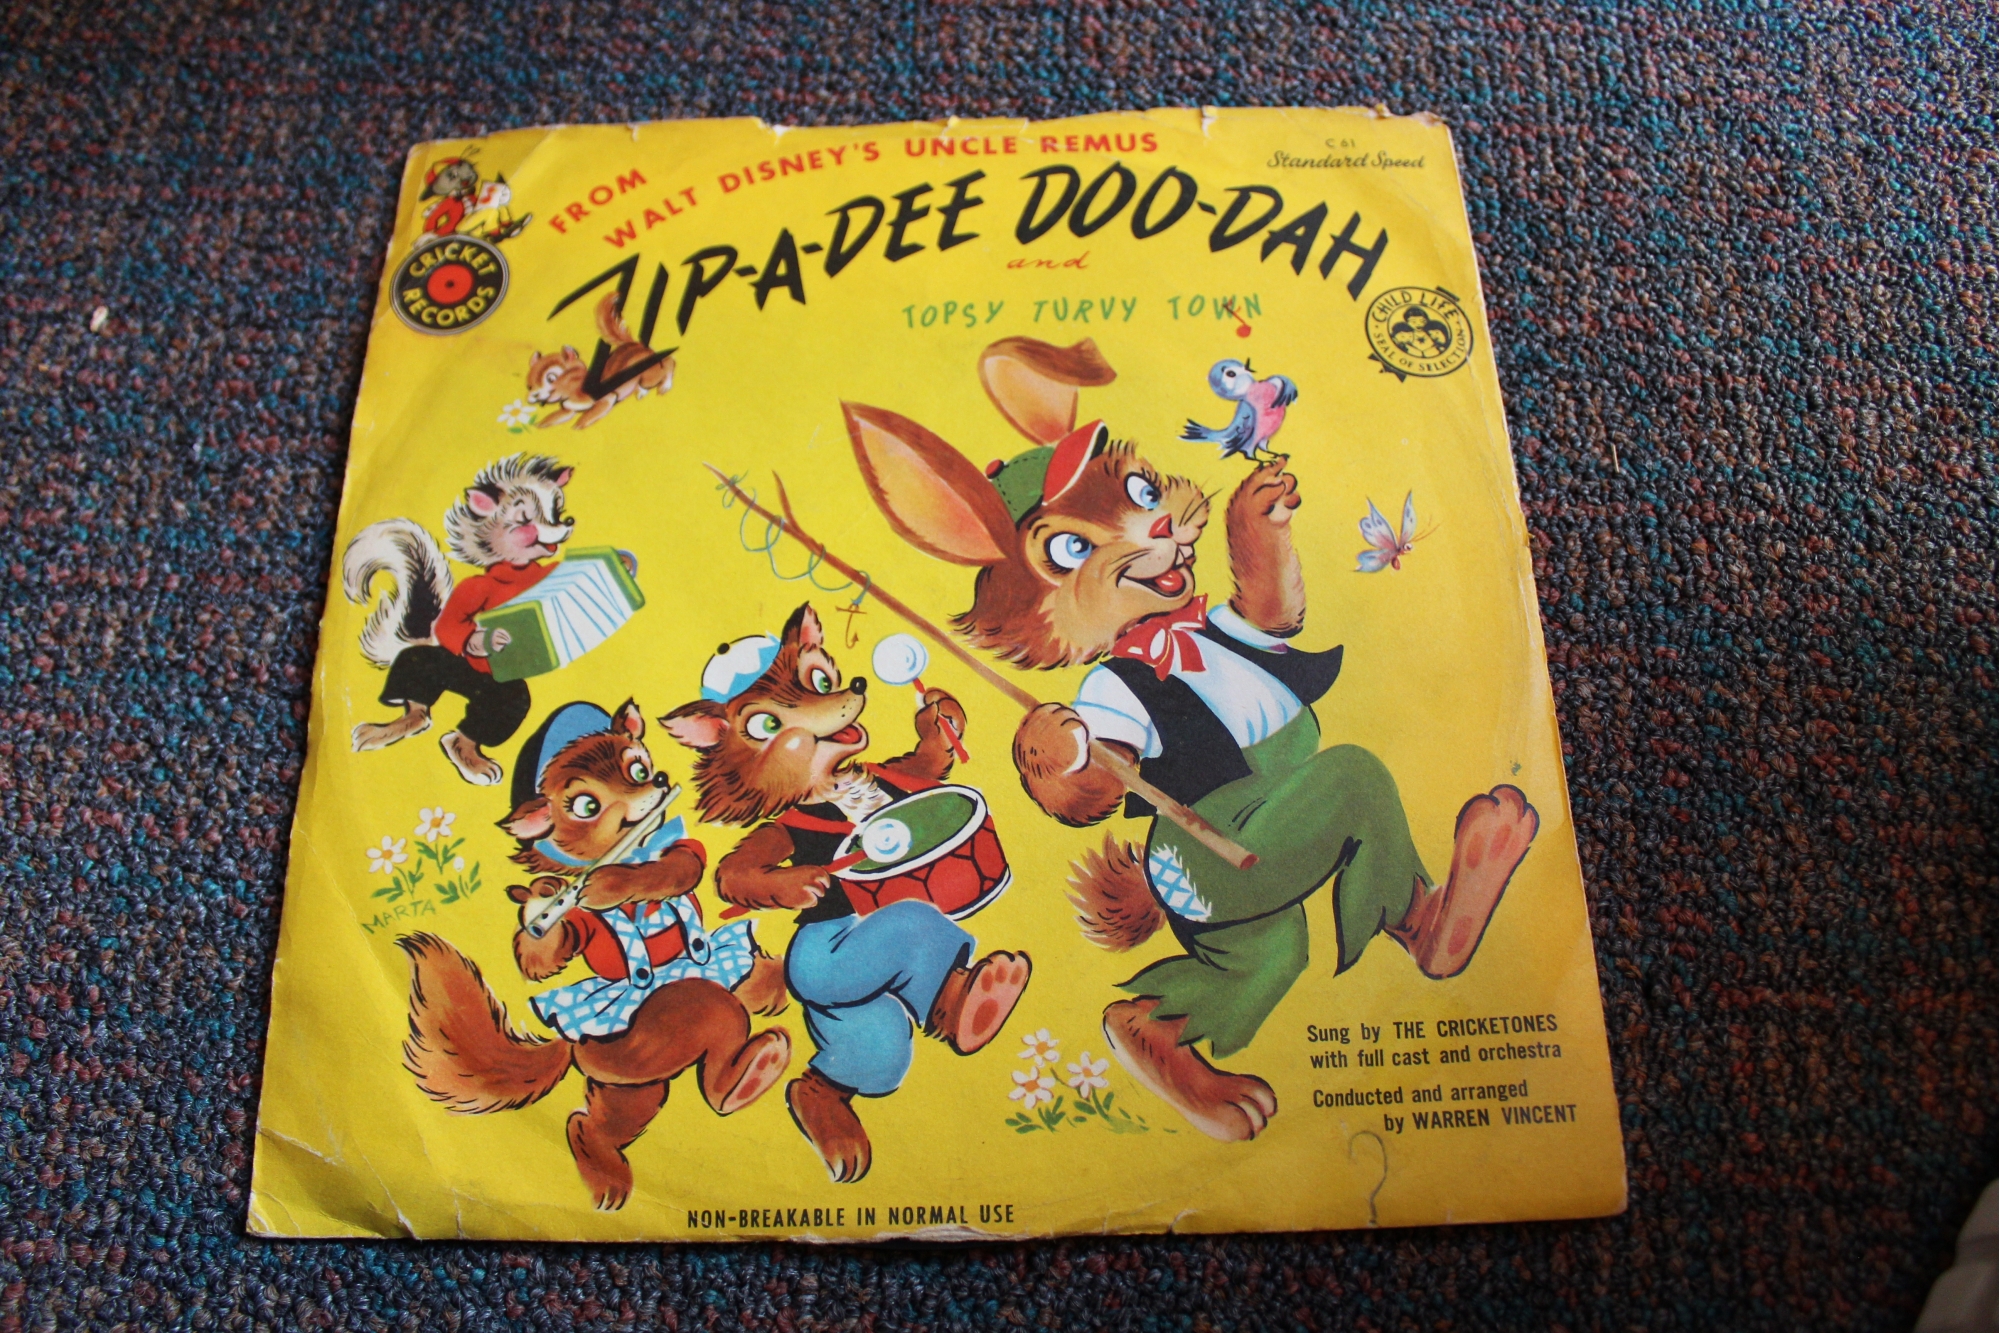 CRICKET
RECORDS
FROM
WALT DISNEY'S UNCLE REMUS
C 61
Standard Speed
ZIP-A-DEE DOO-DAH
and
TOPSY TURVY TOWN
CHILD LIFE
SEAL OF SELECTION
MARTA
Sung by THE CRICKETONES
with full cast and orchestra
Conducted and arranged
by WARREN VINCENT
NON-BREAKABLE IN NORMAL USE